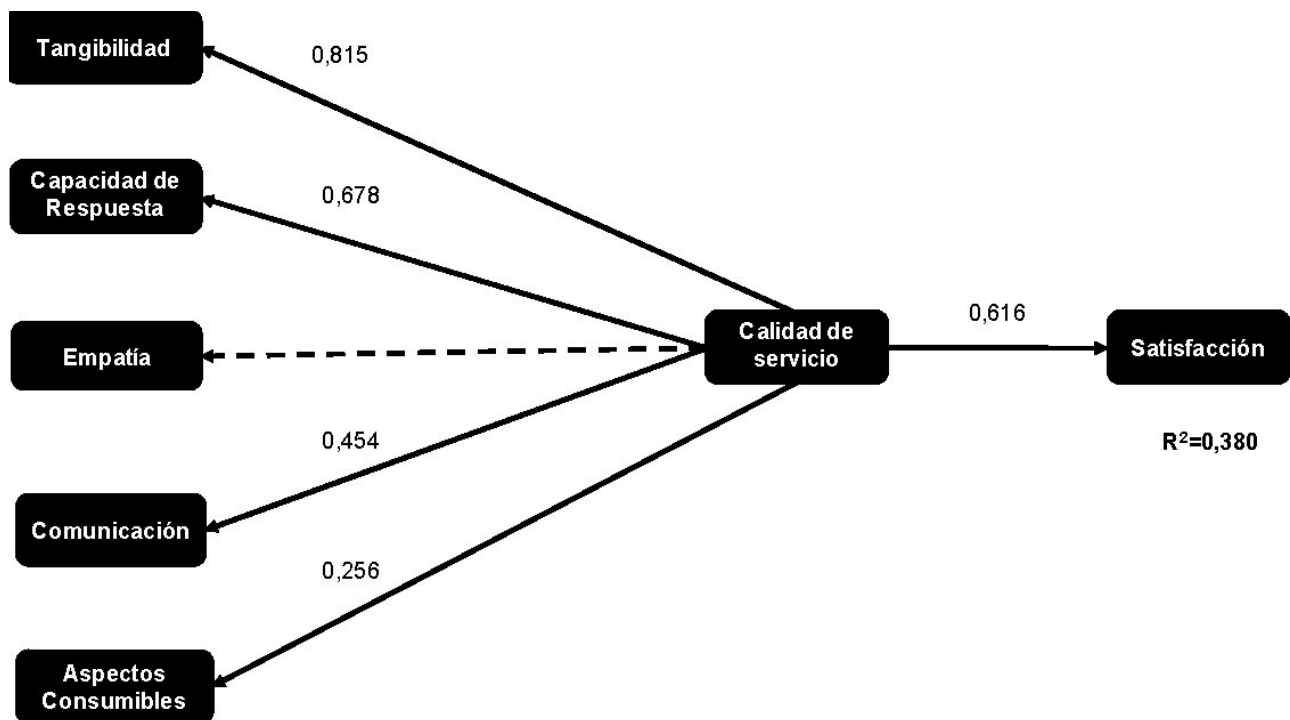 Tangibilidad
0,815
Capacidad de
Respuesta
0,678
Empatía
Calidad de
servicio
0,616
Satisfacción
R²=0,380
0,454
Comunicación
0,256
Aspectos
Consumibles